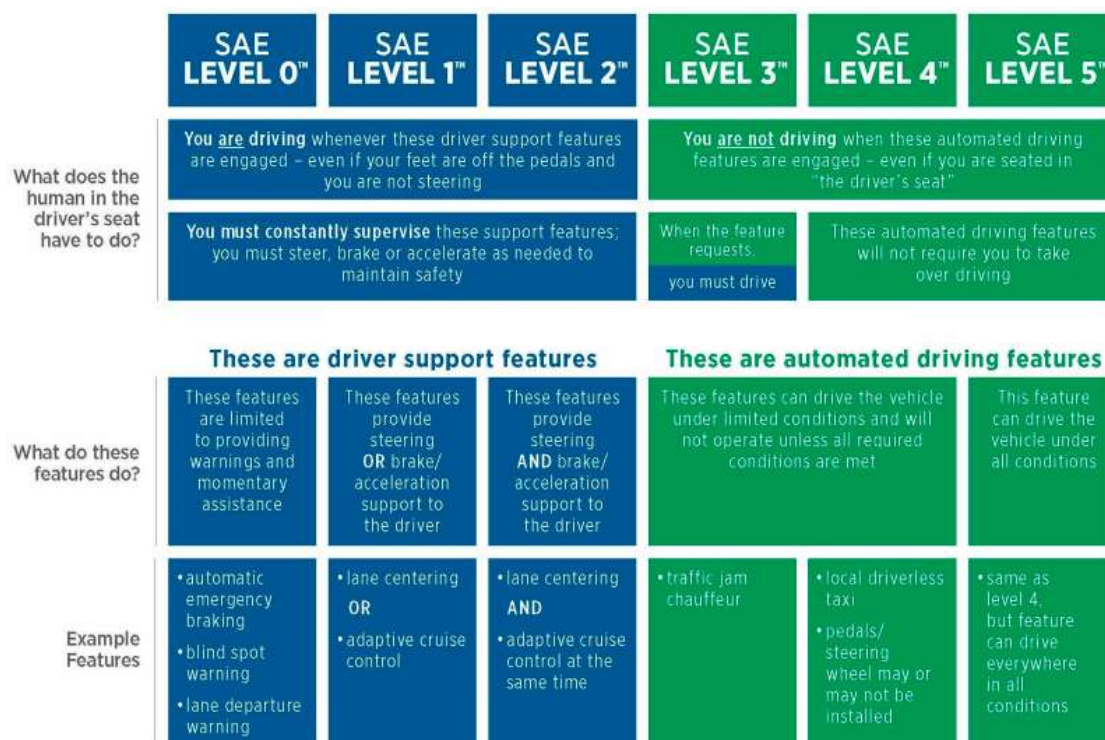 SAE
LEVEL 0™
SAE
LEVEL 1™
SAE
LEVEL 2™
SAE
LEVEL 3™
SAE
LEVEL 4™
SAE
LEVEL 5™
What does the
human in the
driver's seat
have to do?
You are driving whenever these driver support features
are engaged – even if your feet are off the pedals and
you are not steering
You are not driving when these automated driving
features are engaged – even if you are seated in
"the driver's seat"
You must constantly supervise these support features;
you must steer, brake or accelerate as needed to
maintain safety
When the feature
requests,
you must drive
These automated driving features
will not require you to take
over driving
These are driver support features
These are automated driving features
What do these
features do?
These features
are limited
to providing
warnings and
momentary
assistance
These features
provide
steering
OR brake/
acceleration
support to
the driver
These features
provide
steering
AND brake/
acceleration
support to
the driver
These features can drive the vehicle
under limited conditions and will
not operate unless all required
conditions are met
This feature
can drive the
vehicle under
all conditions
Example
Features
•automatic
emergency
braking
•blind spot
warning
•lane departure
warning
•lane centering
OR
•adaptive cruise
control
•lane centering
AND
•adaptive cruise
control at the
same time
•traffic jam
chauffeur
•local driverless
taxi
•pedals/
steering
wheel may or
may not be
installed
•same as
level 4,
but feature
can drive
everywhere
in all
conditions